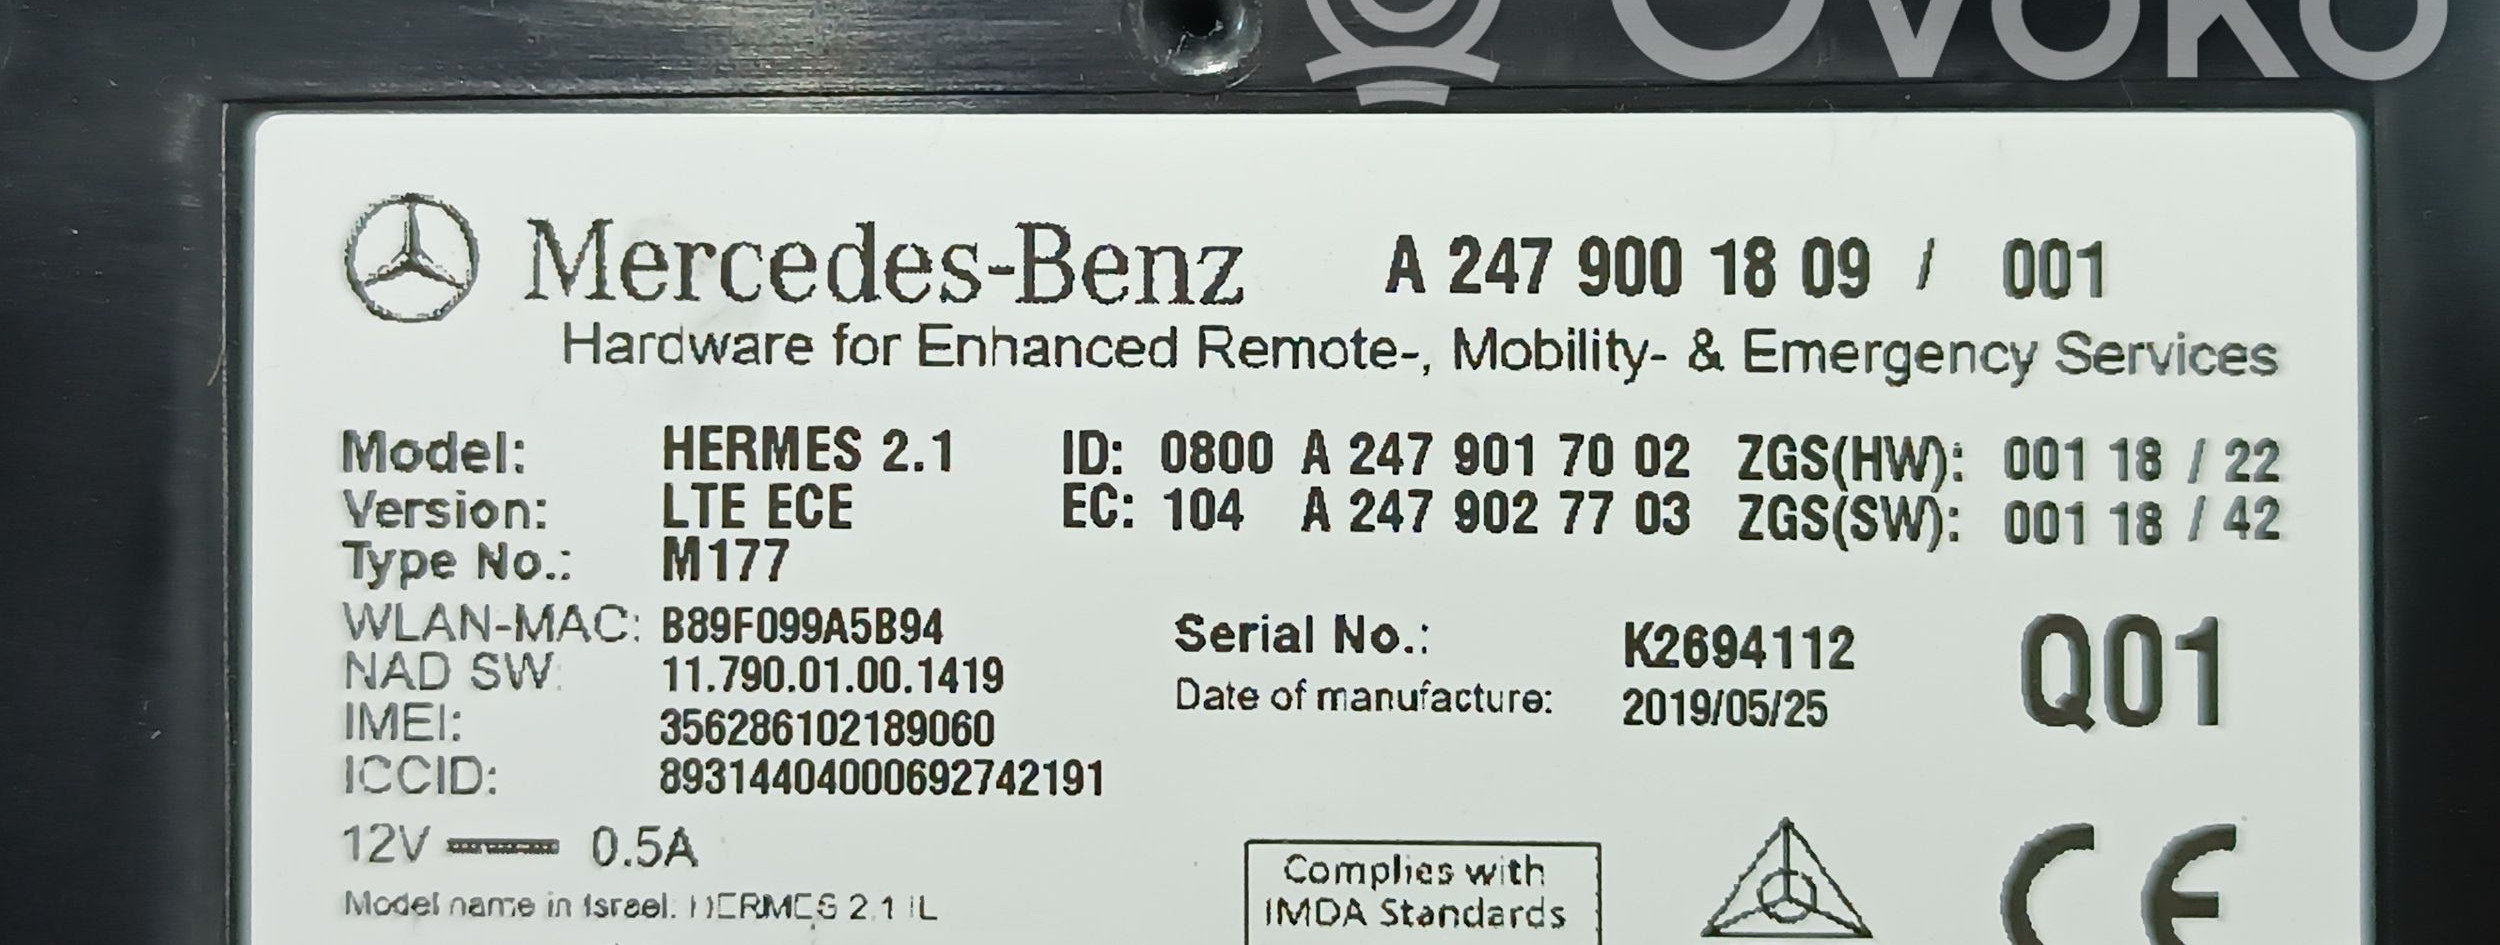 OVOKO
Mercedes-Benz A 247 900 18 09 / 001
Hardware for Enhanced Remote-, Mobility- & Emergency Services
Model: HERMES 2.1 ID: 0800 A 247 901 70 02 ZGS(HW): 001 18 / 22
Version: LTE ECE EC: 104 A 247 902 77 03 ZGS(SW): 001 18 / 42
Type No.: M177
WLAN-MAC: B89F099A5B94 Serial No.: K2694112 Q01
NAD SW: 11.790.01.00.1419 Date of manufacture: 2019/05/25
IMEI: 356286102189060
ICCID: 89314404000692742191
12V 0.5A
Complies with
Model name in Israel: HERMES 2.1 IL
IMDA Standards
CE